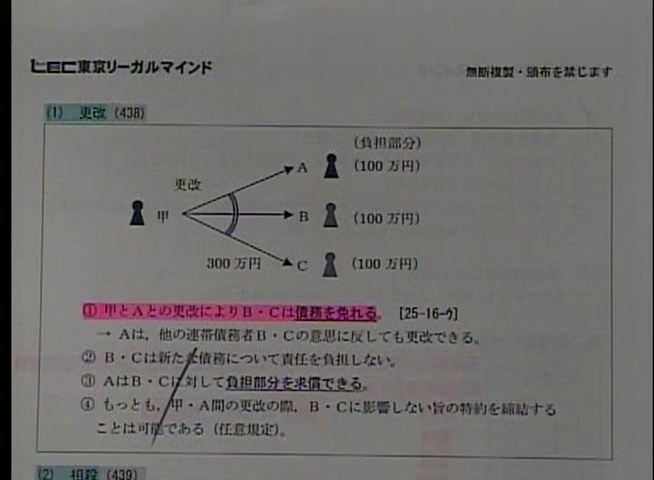 LEC東京リーガルマインド
無断複製・頒布を禁じます
(1) 更改 (438)
(負担部分)
更改
A (100万円)
甲
B (100万円)
300万円
C (100万円)
① 甲とAとの更改によりB・Cは債務を免れる。 [25-16-ウ]
→ Aは、他の連帯債務者B・Cの意思に反しても更改できる。
② B・Cは新たな債務について責任を負担しない。
③ AはB・Cに対して負担部分を求償できる。
④ もっとも、甲・A間の更改の際、B・Cに影響しない旨の特約を締結する
ことは可能である (任意規定)。
(2) 相殺 (439)